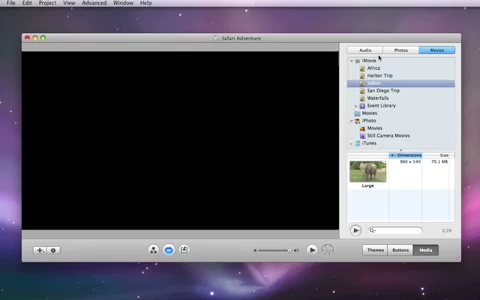 File Edit Project View Advanced Window Help
Safari Adventure
Audio Photos Movies
iMovie
Africa
Harbor Trip
Safari
San Diego Trip
Waterfalls
Event Library
Movies
iPhoto
Movies
Still Camera Movies
iTunes
Dimensions Size
960 x 540 70.1 MB
Large
Themes Buttons Media